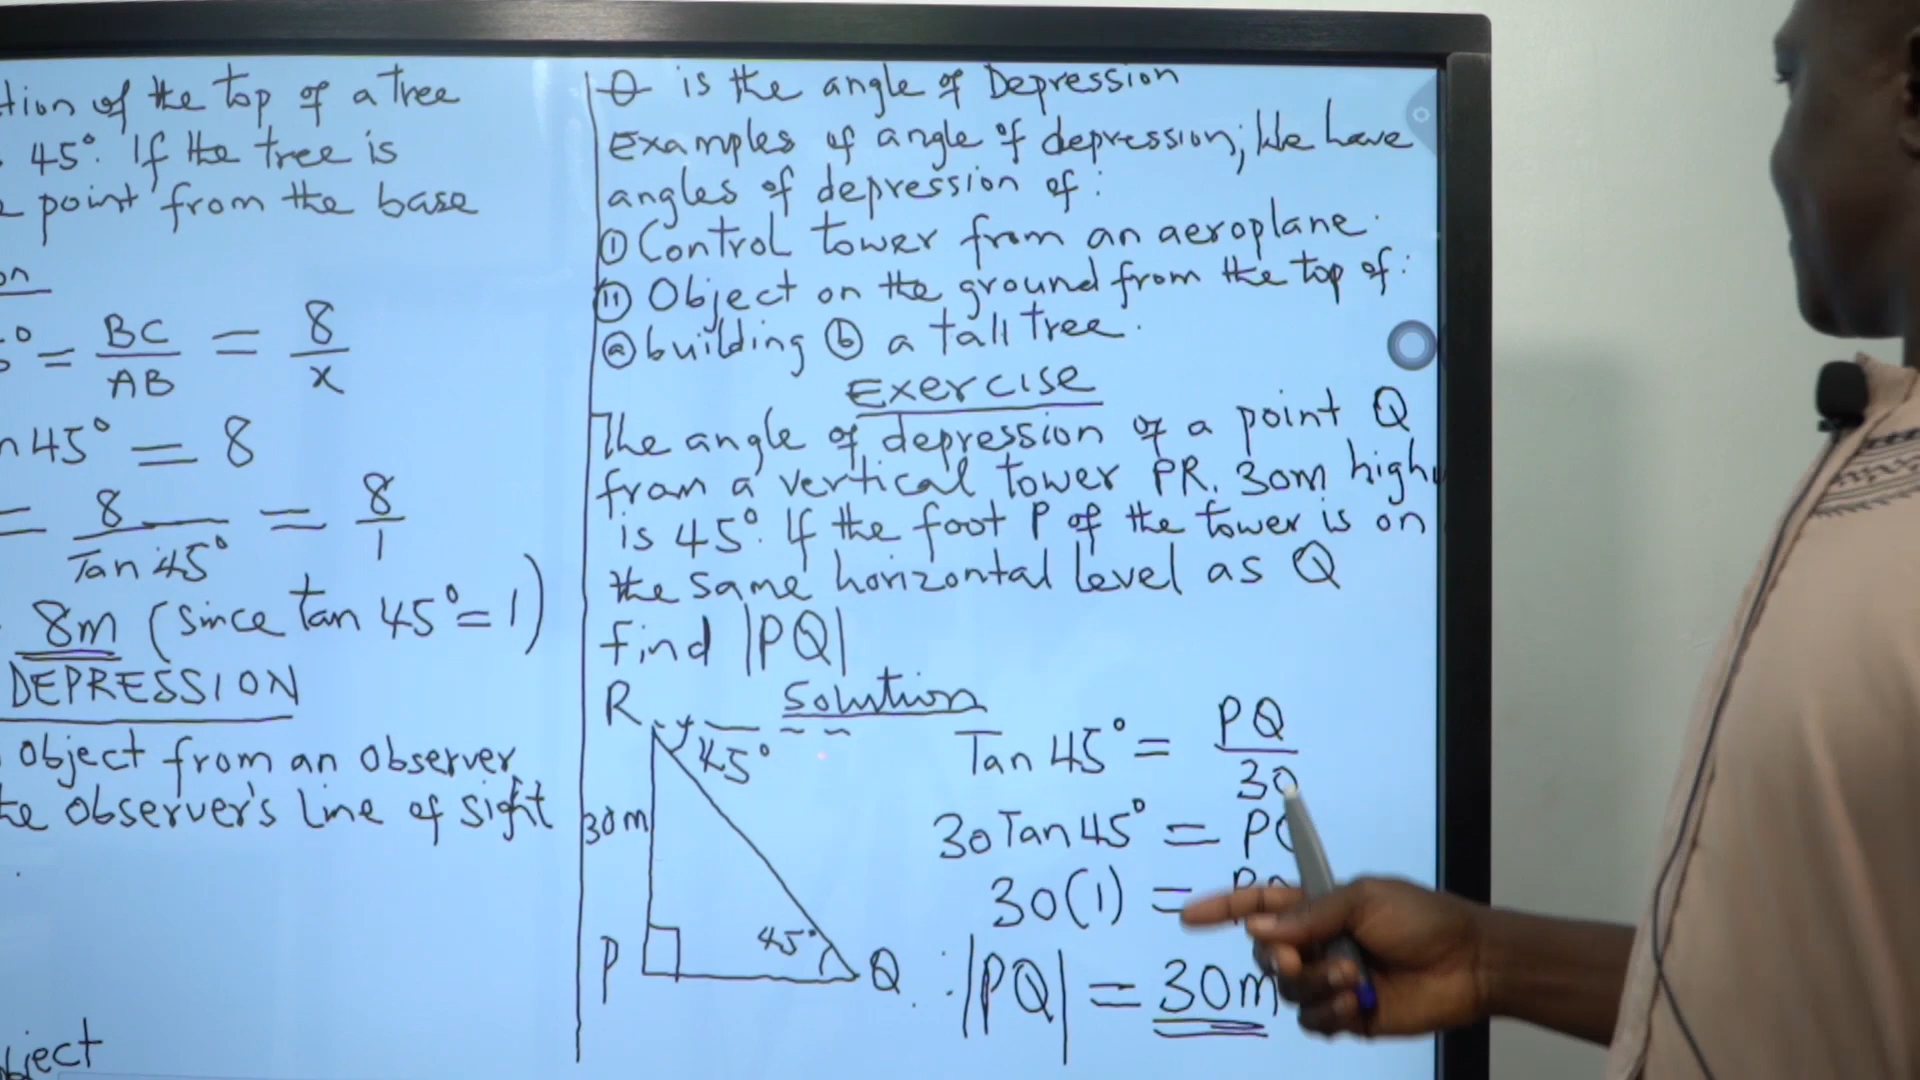 tion of the top of a tree
45°. If the tree is
point from the base
on
= BC/AB = 8/x
n 45° = 8
= 8/Tan 45° = 8/1
8m (since tan 45° = 1)
DEPRESSION
object from an observer
the observer's line of sight
object
θ is the angle of Depression
Examples of angle of depression; We have
angles of depression of:
(i) Control tower from an aeroplane.
(ii) Object on the ground from the top of:
(a) building (b) a tall tree.
Exercise
The angle of depression of a point Q
from a vertical tower PR, 30m high
is 45°. If the foot P of the tower is on
the same horizontal level as Q
find |PQ|
Solution
R
45°
30m
P
45°
Q
Tan 45° = PQ/30
30 Tan 45° = PQ
30(1) = PQ
∴ |PQ| = 30m